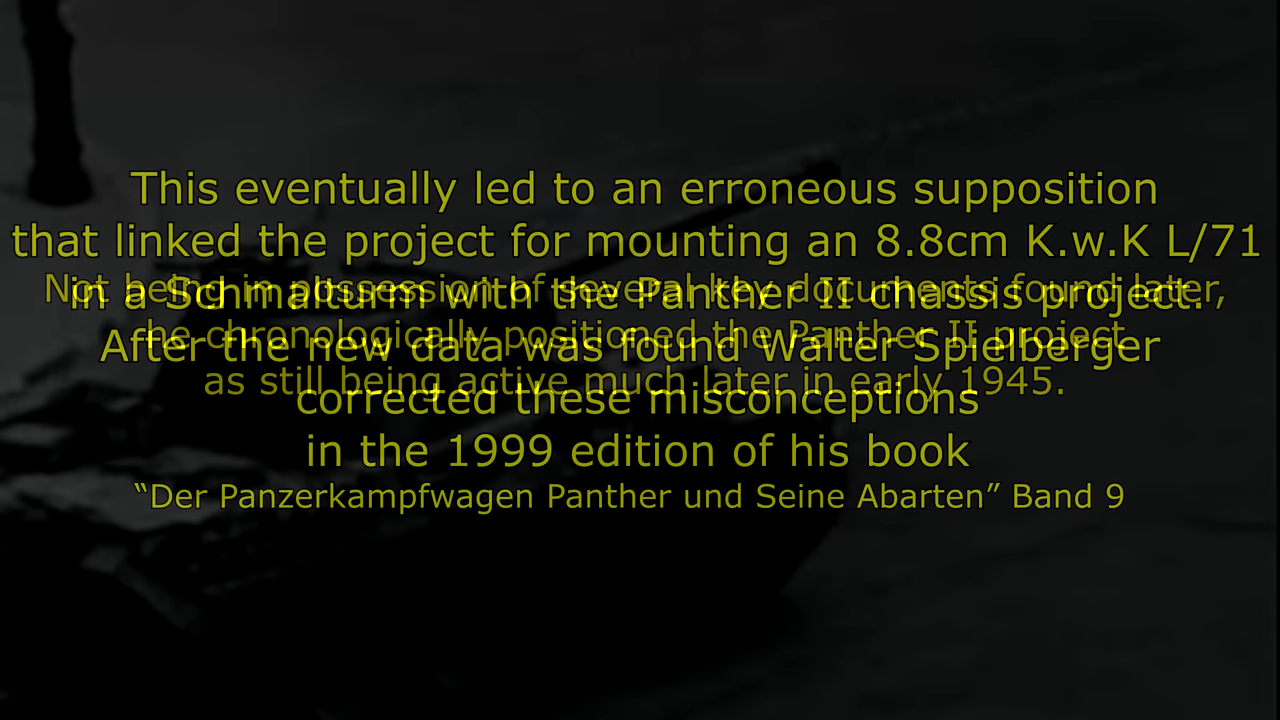 This eventually led to an erroneous supposition
that linked the project for mounting an 8.8cm K.w.K L/71
Not being in possession of several key documents found later,
in a Schmalturm with the Panther II chassis project.
he chronologically positioned the Panther II project
After the new data was found Walter Spielberger
as still being active much later in early 1945.
corrected these misconceptions
in the 1999 edition of his book
“Der Panzerkampfwagen Panther und Seine Abarten” Band 9